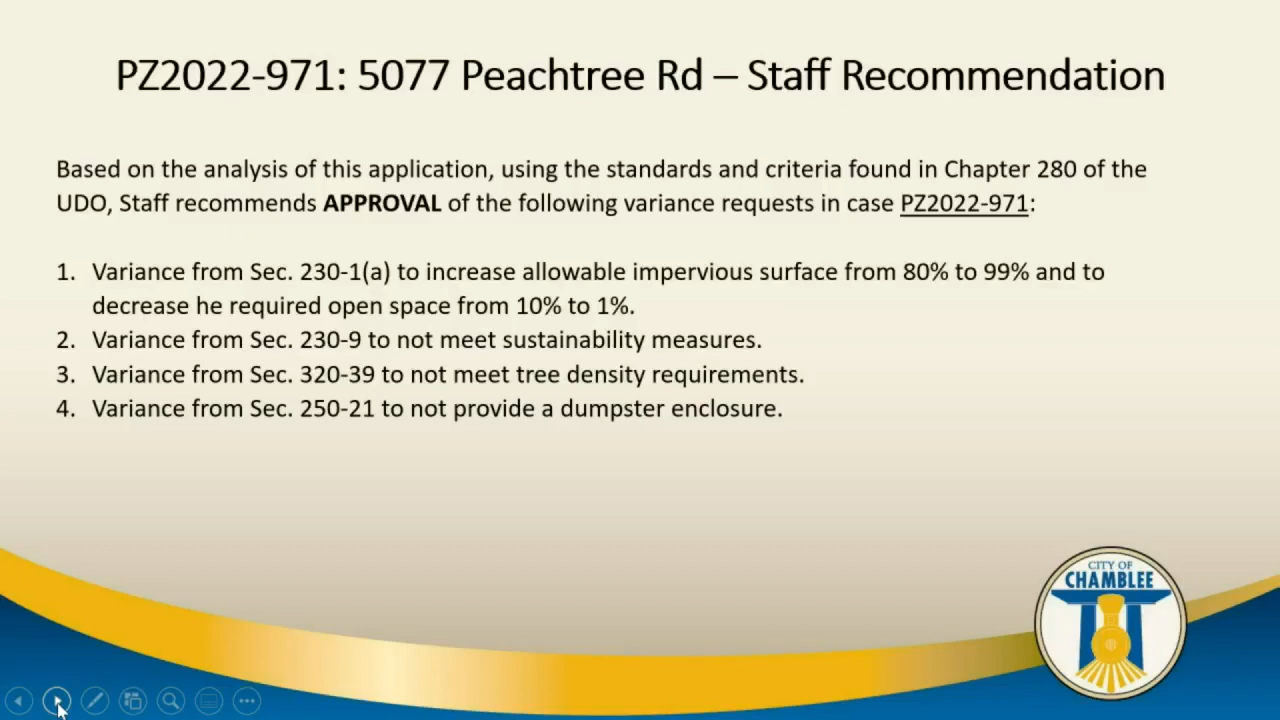 PZ2022-971: 5077 Peachtree Rd – Staff Recommendation
Based on the analysis of this application, using the standards and criteria found in Chapter 280 of the
UDO, Staff recommends APPROVAL of the following variance requests in case PZ2022-971:
1. Variance from Sec. 230-1(a) to increase allowable impervious surface from 80% to 99% and to
decrease he required open space from 10% to 1%.
2. Variance from Sec. 230-9 to not meet sustainability measures.
3. Variance from Sec. 320-39 to not meet tree density requirements.
4. Variance from Sec. 250-21 to not provide a dumpster enclosure.
CITY OF
CHAMBLEE